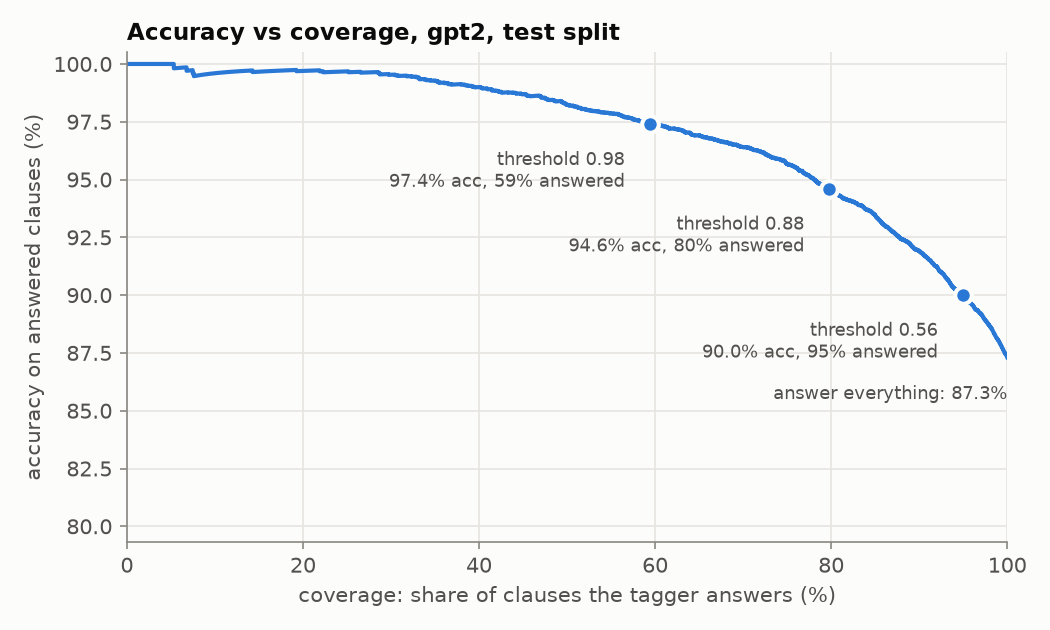 Accuracy vs coverage, gpt2, test split
accuracy on answered clauses (%)
100.0
97.5
95.0
92.5
90.0
87.5
85.0
82.5
80.0
threshold 0.98
97.4% acc, 59% answered
threshold 0.88
94.6% acc, 80% answered
threshold 0.56
90.0% acc, 95% answered
answer everything: 87.3%
0 20 40 60 80 100
coverage: share of clauses the tagger answers (%)